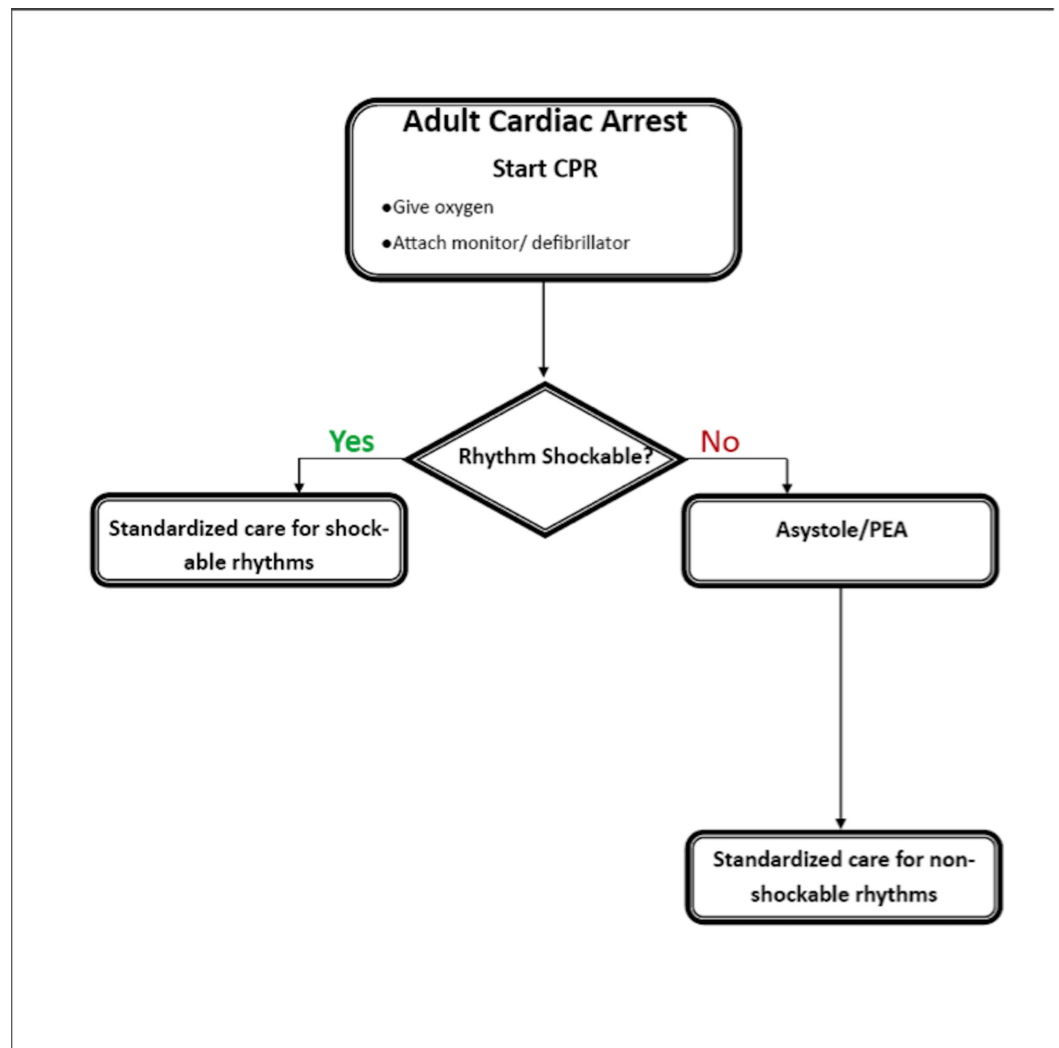 Adult Cardiac Arrest
Start CPR
●Give oxygen
●Attach monitor/ defibrillator
Rhythm Shockable?
Yes
No
Standardized care for shock-
able rhythms
Asystole/PEA
Standardized care for non-
shockable rhythms